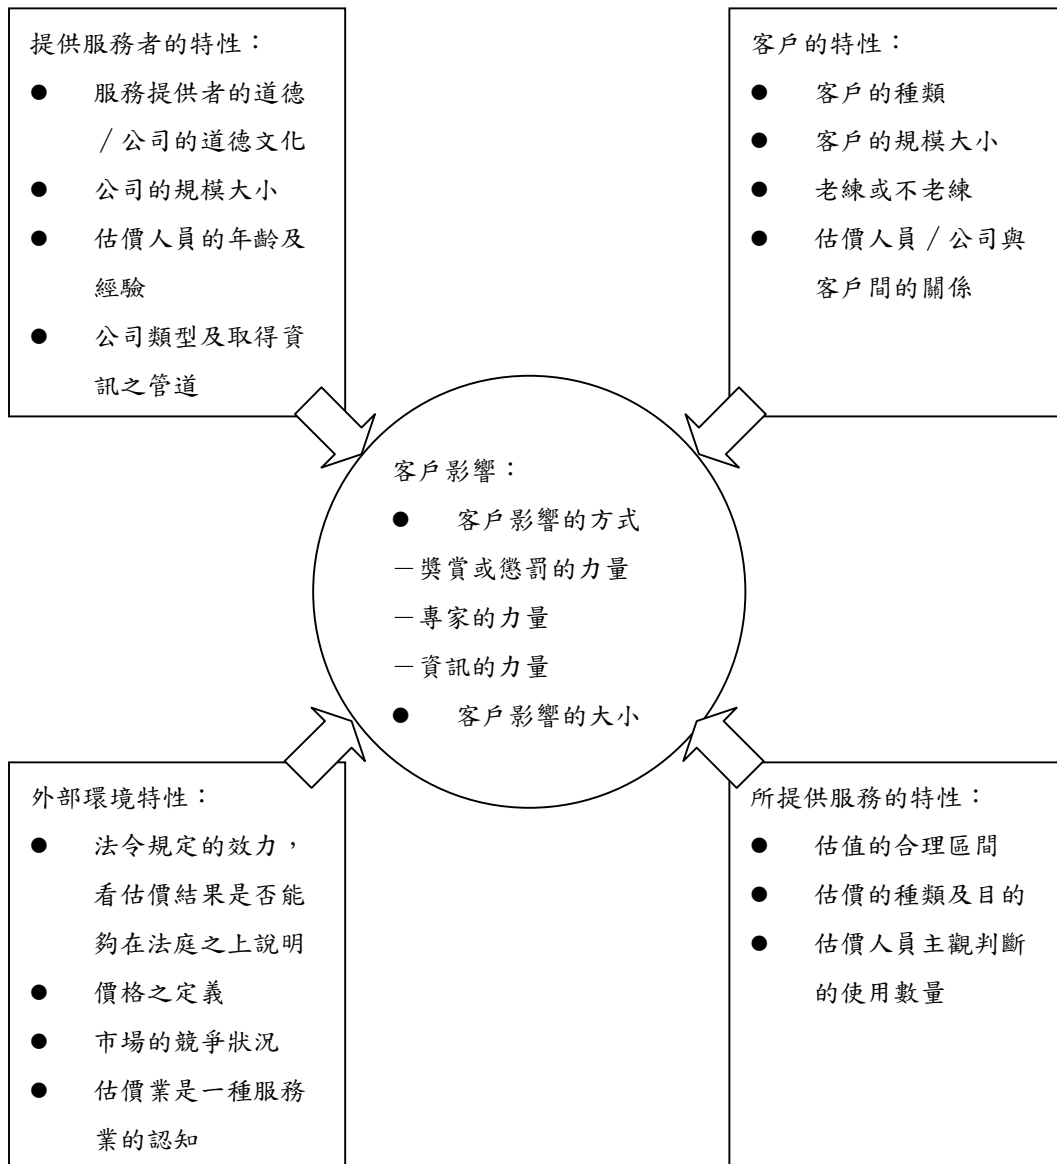 提供服務者的特性：
● 服務提供者的道德
／公司的道德文化
● 公司的規模大小
● 估價人員的年齡及
經驗
● 公司類型及取得資
訊之管道
客戶的特性：
● 客戶的種類
● 客戶的規模大小
● 老練或不老練
● 估價人員／公司與
客戶間的關係
客戶影響：
● 客戶影響的方式
－獎賞或懲罰的力量
－專家的力量
－資訊的力量
● 客戶影響的大小
外部環境特性：
● 法令規定的效力，
看估價結果是否能
夠在法庭之上說明
● 價格之定義
● 市場的競爭狀況
● 估價業是一種服務
業的認知
所提供服務的特性：
● 估值的合理區間
● 估價的種類及目的
● 估價人員主觀判斷
的使用數量